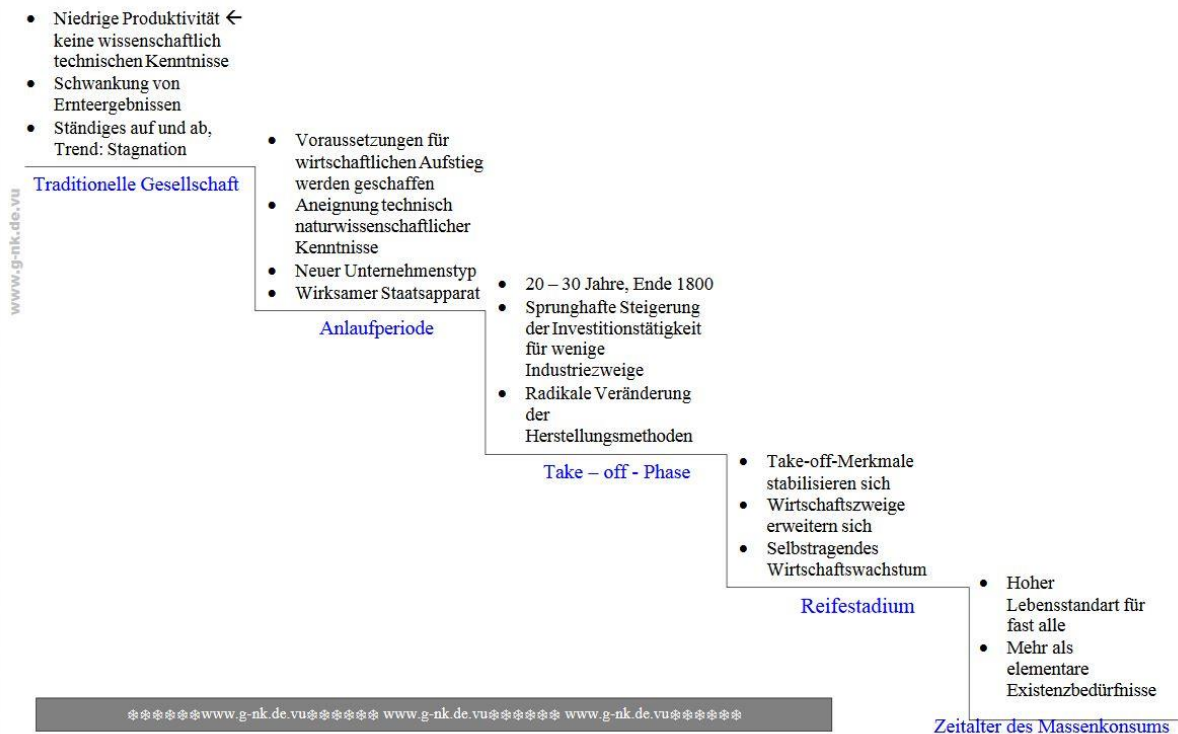 • Niedrige Produktivität ←
keine wissenschaftlich
technischen Kenntnisse
• Schwankung von
Ernteergebnissen
• Ständiges auf und ab,
Trend: Stagnation
Traditionelle Gesellschaft
• Voraussetzungen für
wirtschaftlichen Aufstieg
werden geschaffen
• Aneignung technisch
naturwissenschaftlicher
Kenntnisse
• Neuer Unternehmenstyp
• Wirksamer Staatsapparat
Anlaufperiode
• 20 – 30 Jahre, Ende 1800
• Sprunghafte Steigerung
der Investitionstätigkeit
für wenige
Industriezweige
• Radikale Veränderung
der
Herstellungsmethoden
Take – off - Phase
• Take-off-Merkmale
stabilisieren sich
• Wirtschaftszweige
erweitern sich
• Selbstragendes
Wirtschaftswachstum
Reifestadium
• Hoher
Lebensstandart für
fast alle
• Mehr als
elementare
Existenzbedürfnisse
Zeitalter des Massenkonsums
www.g-nk.de.vu
❄❄❄❄❄❄www.g-nk.de.vu❄❄❄❄❄❄ www.g-nk.de.vu❄❄❄❄❄❄ www.g-nk.de.vu❄❄❄❄❄❄